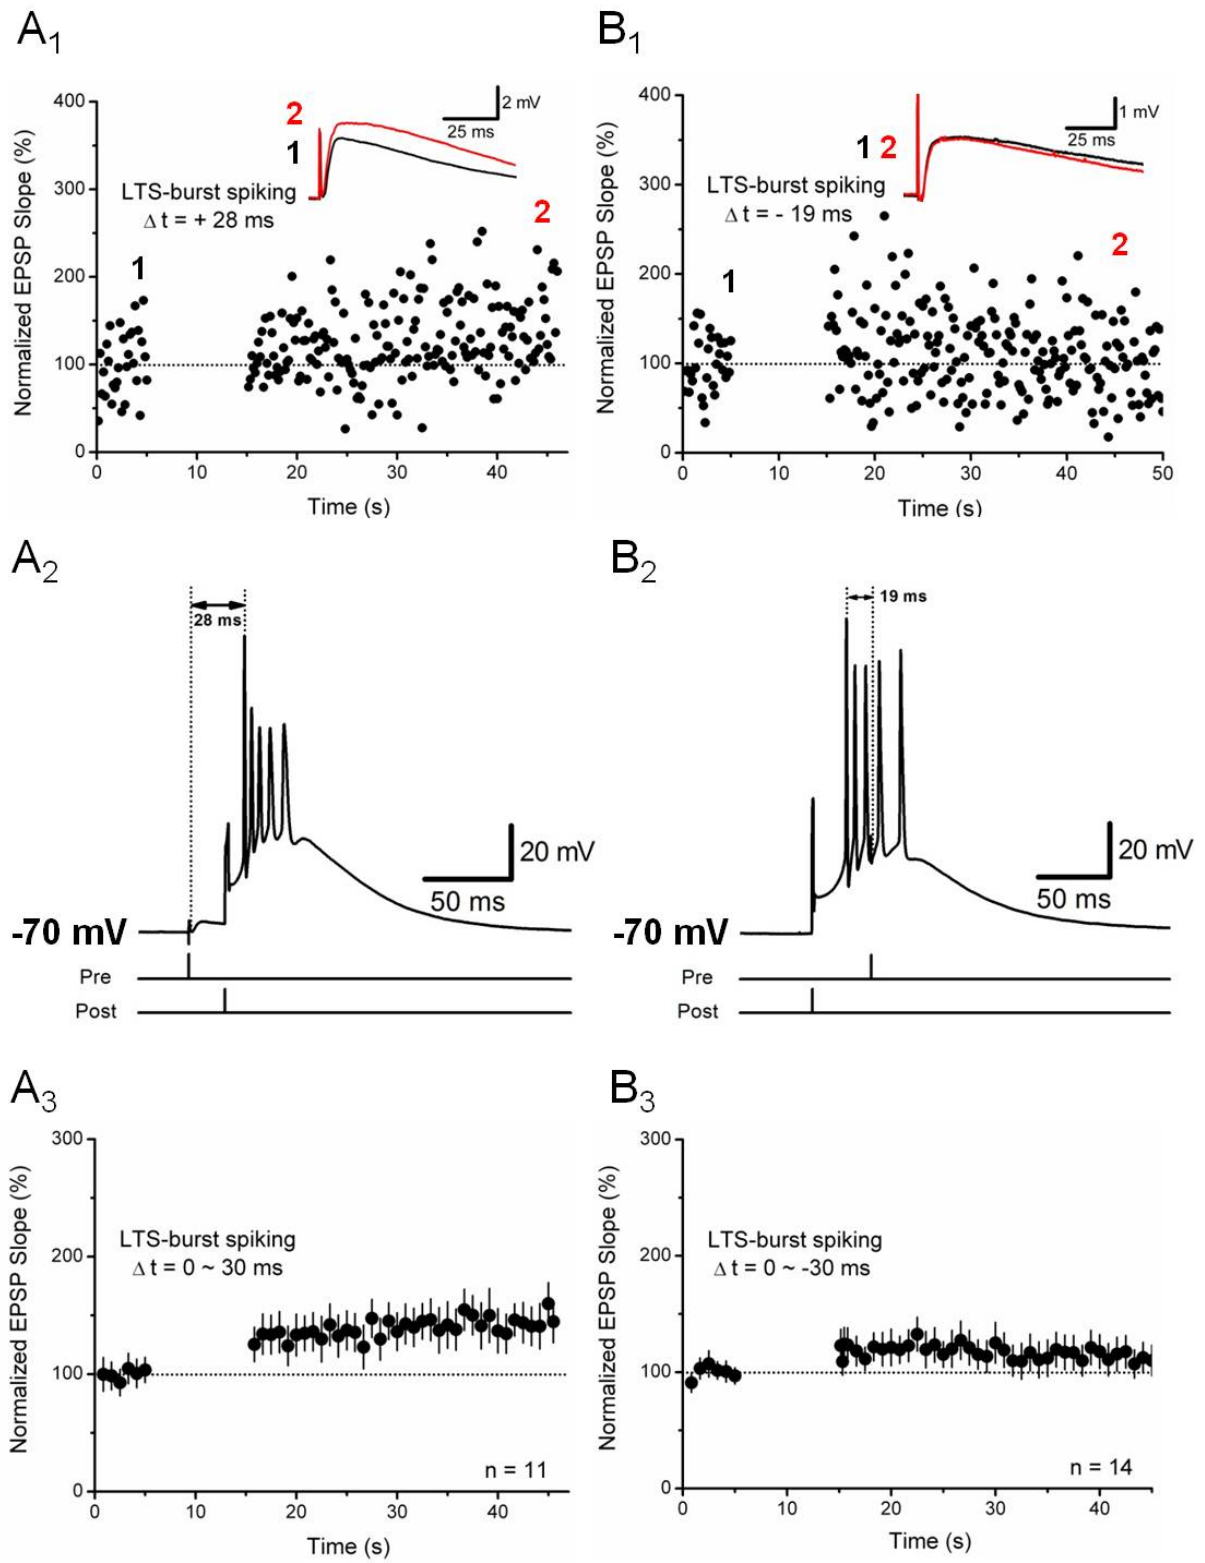 A1
B1
Normalized EPSP Slope (%)
400
300
200
100
0
0
10
20
30
40
Time (s)
2
1
2 mV
25 ms
LTS-burst spiking
Δ t = + 28 ms
1
2
Normalized EPSP Slope (%)
400
300
200
100
0
0
10
20
30
40
50
Time (s)
1 2
1 mV
25 ms
LTS-burst spiking
Δ t = - 19 ms
1
2
A2
B2
28 ms
20 mV
50 ms
-70 mV
Pre
Post
19 ms
20 mV
50 ms
-70 mV
Pre
Post
A3
B3
Normalized EPSP Slope (%)
300
200
100
0
0
10
20
30
40
Time (s)
LTS-burst spiking
Δ t = 0 ~ 30 ms
n = 11
Normalized EPSP Slope (%)
300
200
100
0
0
10
20
30
40
Time (s)
LTS-burst spiking
Δ t = 0 ~ -30 ms
n = 14